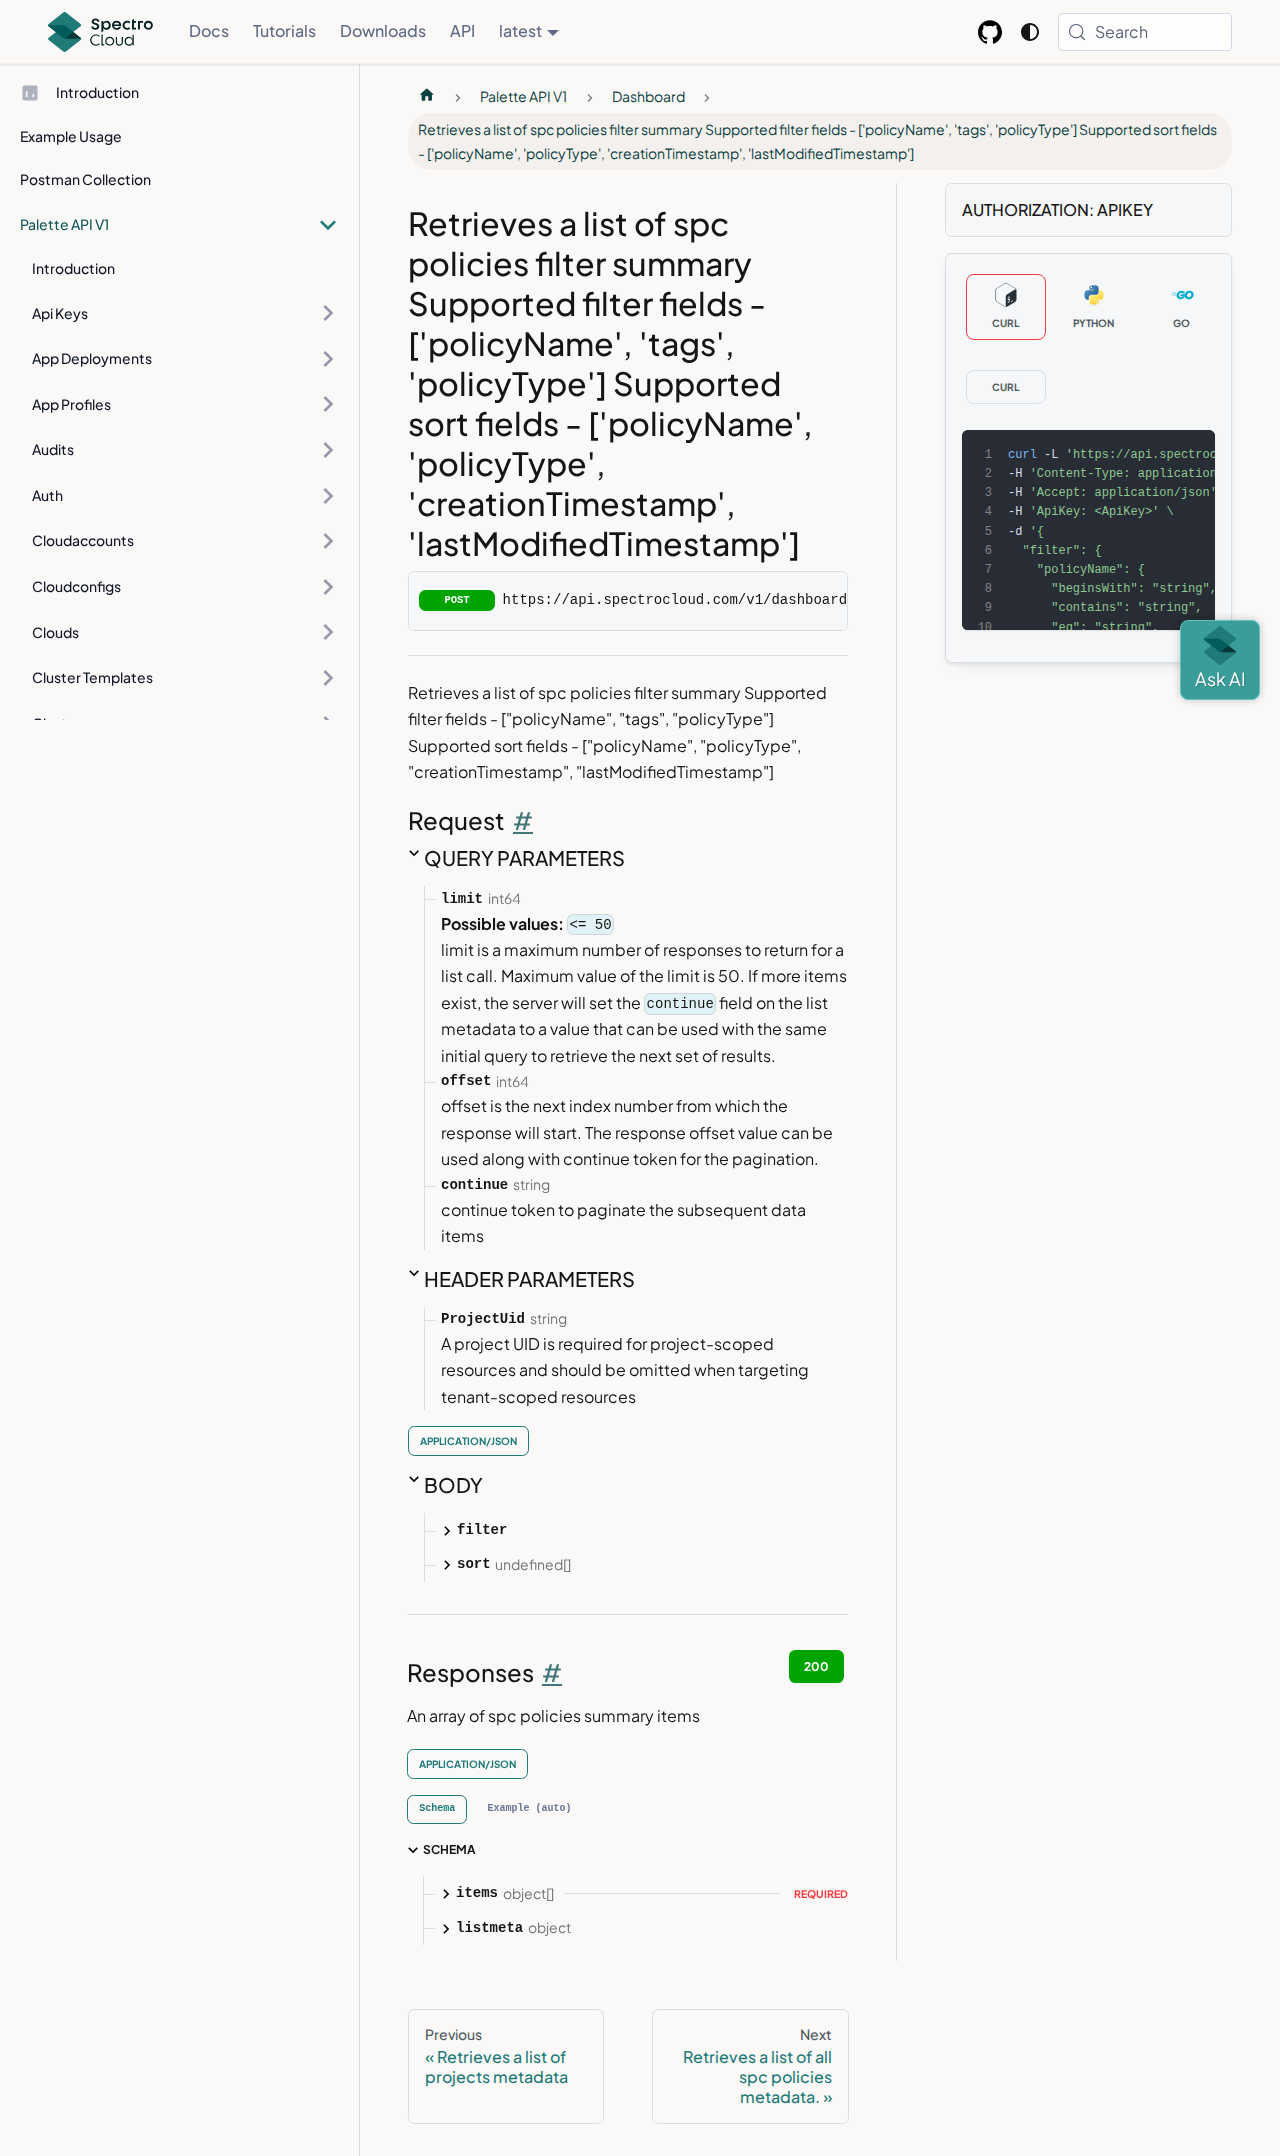 Spectro Cloud
Docs
Tutorials
Downloads
API
latest
Search
Introduction
Example Usage
Postman Collection
Palette API V1
Introduction
Api Keys
App Deployments
App Profiles
Audits
Auth
Cloudaccounts
Cloudconfigs
Clouds
Cluster Templates
Palette API V1
Dashboard
Retrieves a list of spc policies filter summary Supported filter fields - ['policyName', 'tags', 'policyType'] Supported sort fields
- ['policyName', 'policyType', 'creationTimestamp', 'lastModifiedTimestamp']
Retrieves a list of spc
policies filter summary
Supported filter fields -
['policyName', 'tags',
'policyType'] Supported
sort fields - ['policyName',
'policyType',
'creationTimestamp',
'lastModifiedTimestamp']
POST https://api.spectrocloud.com/v1/dashboard
Retrieves a list of spc policies filter summary Supported
filter fields - ["policyName", "tags", "policyType"]
Supported sort fields - ["policyName", "policyType",
"creationTimestamp", "lastModifiedTimestamp"]
Request #
QUERY PARAMETERS
limit int64
Possible values: <= 50
limit is a maximum number of responses to return for a
list call. Maximum value of the limit is 50. If more items
exist, the server will set the continue field on the list
metadata to a value that can be used with the same
initial query to retrieve the next set of results.
offset int64
offset is the next index number from which the
response will start. The response offset value can be
used along with continue token for the pagination.
continue string
continue token to paginate the subsequent data
items
HEADER PARAMETERS
ProjectUid string
A project UID is required for project-scoped
resources and should be omitted when targeting
tenant-scoped resources
APPLICATION/JSON
BODY
filter
sort undefined[]
Responses #
200
An array of spc policies summary items
APPLICATION/JSON
Schema
Example (auto)
SCHEMA
items object[]
REQUIRED
listmeta object
Previous
« Retrieves a list of
projects metadata
Next
Retrieves a list of all
spc policies
metadata. »
AUTHORIZATION: APIKEY
CURL
PYTHON
GO
CURL
1 curl -L 'https://api.spectroc
2 -H 'Content-Type: application
3 -H 'Accept: application/json'
4 -H 'ApiKey: <ApiKey>' \
5 -d '{
6 "filter": {
7 "policyName": {
8 "beginsWith": "string",
9 "contains": "string",
10 "eq": "string",
Ask AI